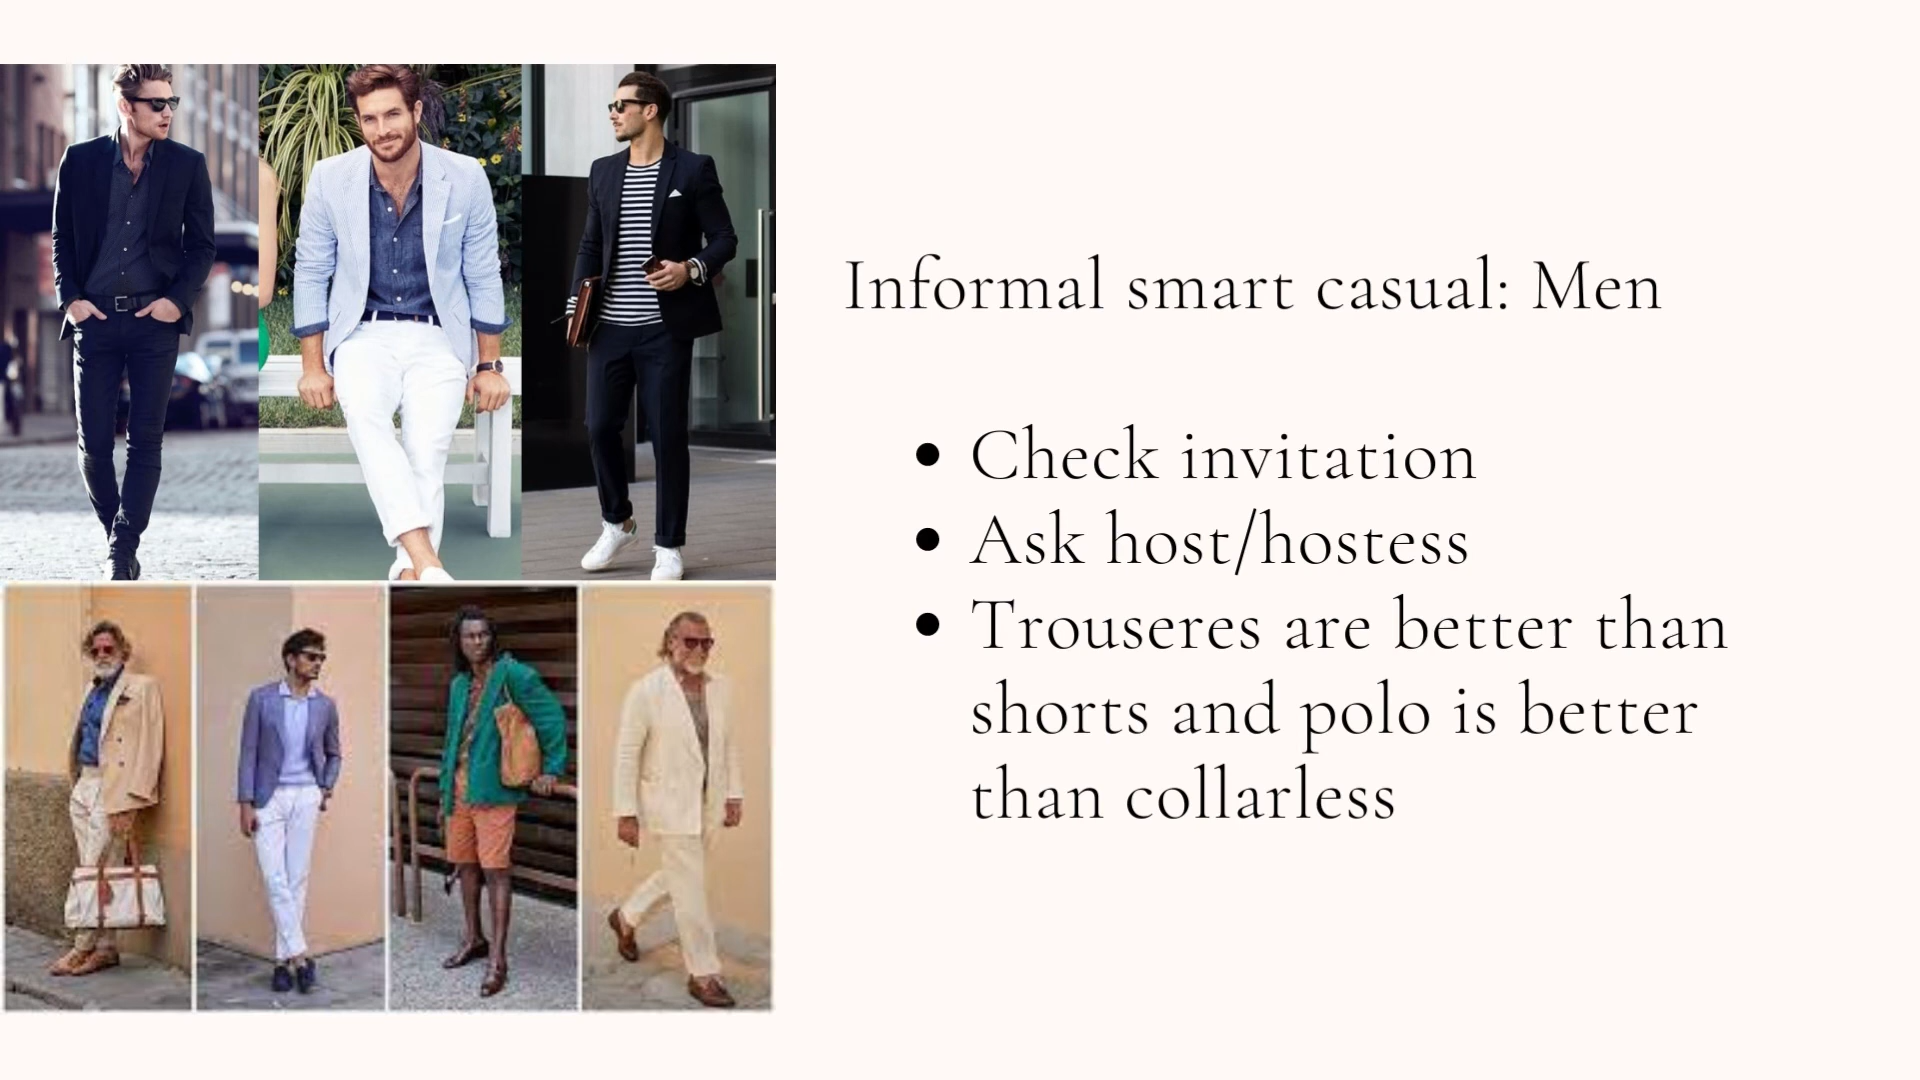 Informal smart casual: Men
• Check invitation
• Ask host/hostess
• Trouseres are better than
shorts and polo is better
than collarless